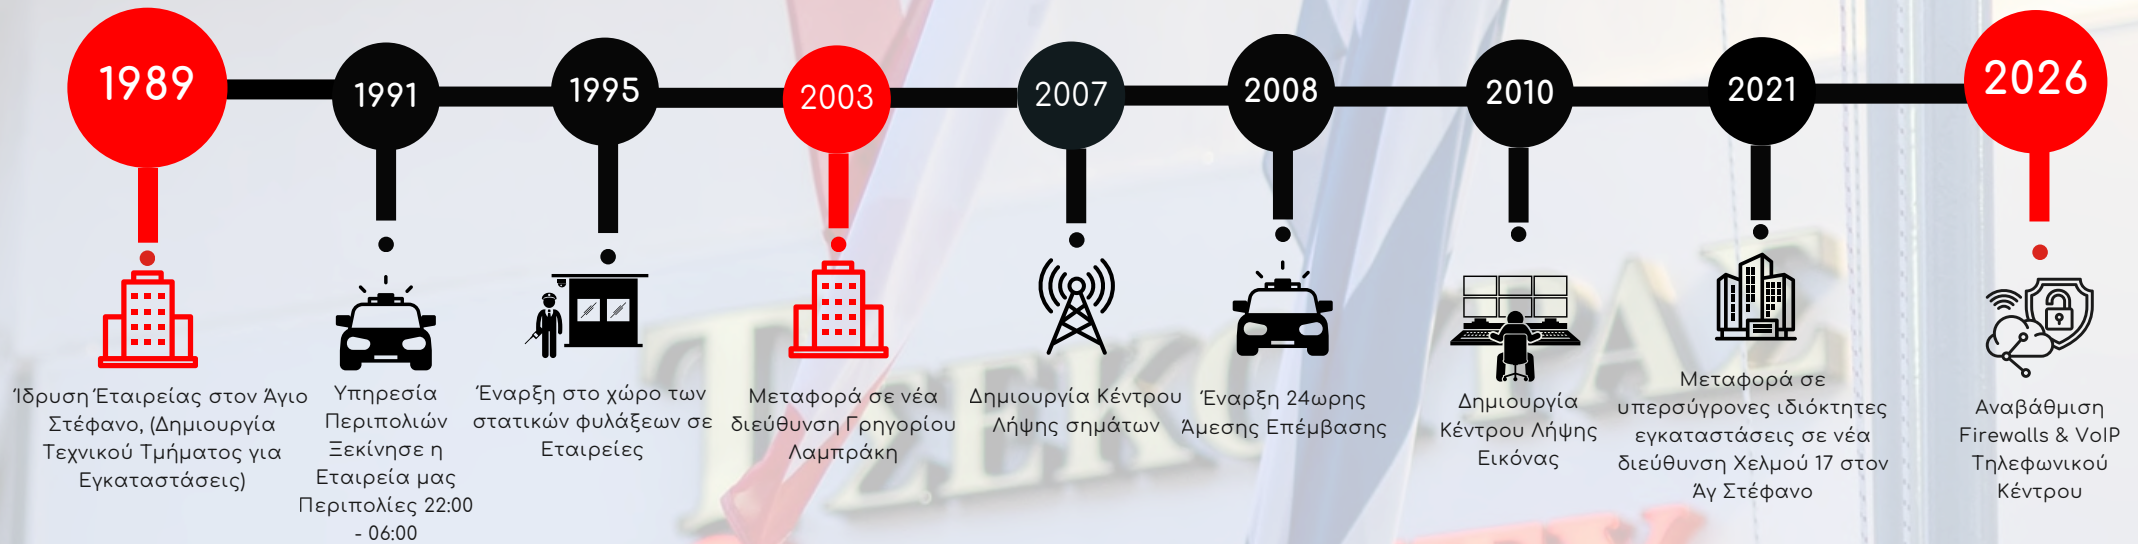 1989
Ίδρυση Έταιρείας στον Άγιο
Στέφανο, (Δημιουργία
Τεχνικού Τμήματος για
Εγκαταστάσεις)
1991
Υπηρεσία
Περιπολιών
Ξεκίνησε η
Εταιρεία μας
Περιπολίες 22:00
- 06:00
1995
Έναρξη στο χώρο των
στατικών φυλάξεων σε
Εταιρείες
2003
Μεταφορά σε νέα
διεύθυνση Γρηγορίου
Λαμπράκη
2007
Δημιουργία Κέντρου
Λήψης σημάτων
2008
Έναρξη 24ωρης
Άμεσης Επέμβασης
2010
Δημιουργία
Κέντρου Λήψης
Εικόνας
2021
Μεταφορά σε
υπερσύγρονες ιδιόκτητες
εγκαταστάσεις σε νέα
διεύθυνση Χελμού 17 στον
Άγ Στέφανο
2026
Αναβάθμιση
Firewalls & VoIP
Τηλεφωνικού
Κέντρου